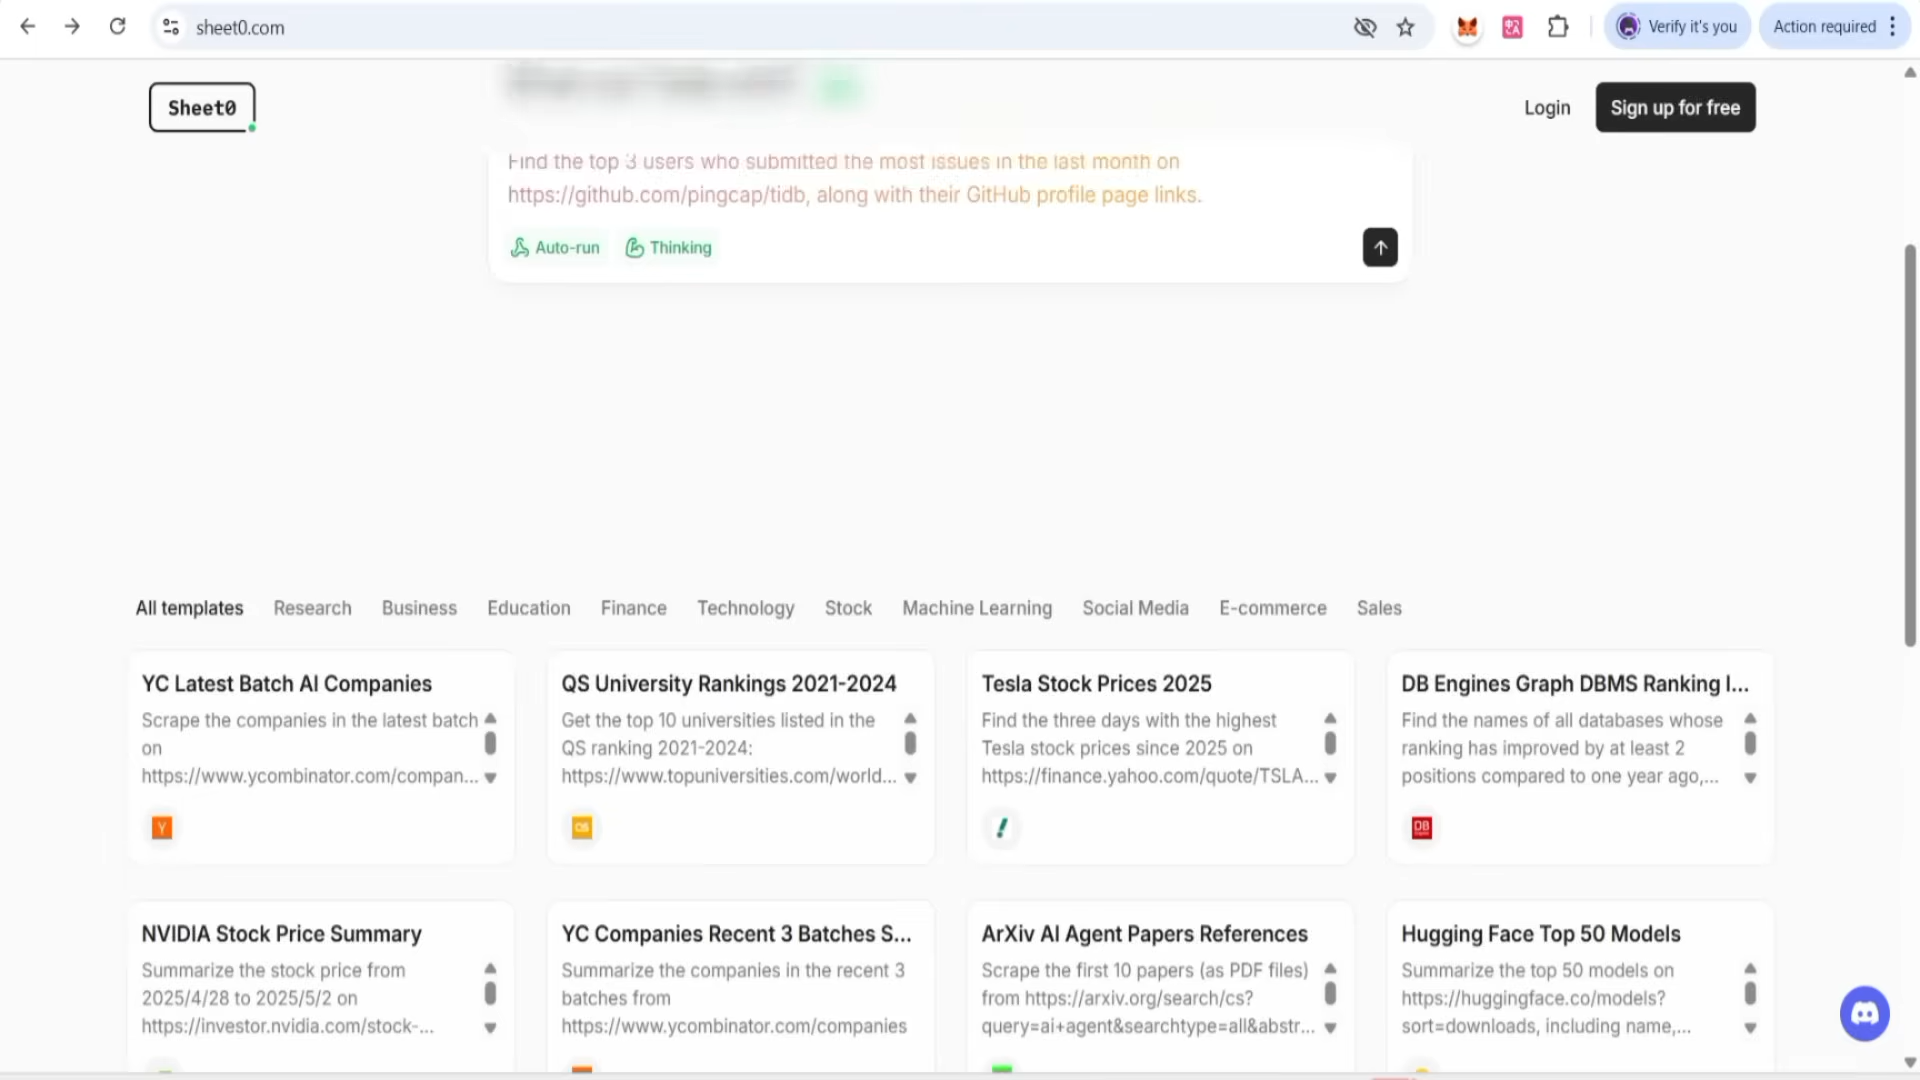 sheet0.com
Verify it's you
Action required
Sheet0
Login
Sign up for free
Find the top 3 users who submitted the most issues in the last month on
https://github.com/pingcap/tidb, along with their GitHub profile page links.
Auto-run
Thinking
All templates
Research
Business
Education
Finance
Technology
Stock
Machine Learning
Social Media
E-commerce
Sales
YC Latest Batch AI Companies
Scrape the companies in the latest batch
on
https://www.ycombinator.com/compan...
Y
QS University Rankings 2021-2024
Get the top 10 universities listed in the
QS ranking 2021-2024:
https://www.topuniversities.com/world...
QS
Tesla Stock Prices 2025
Find the three days with the highest
Tesla stock prices since 2025 on
https://finance.yahoo.com/quote/TSLA...
DB Engines Graph DBMS Ranking I...
Find the names of all databases whose
ranking has improved by at least 2
positions compared to one year ago,...
DB
NVIDIA Stock Price Summary
Summarize the stock price from
2025/4/28 to 2025/5/2 on
https://investor.nvidia.com/stock-...
YC Companies Recent 3 Batches S...
Summarize the companies in the recent 3
batches from
https://www.ycombinator.com/companies
ArXiv AI Agent Papers References
Scrape the first 10 papers (as PDF files)
from https://arxiv.org/search/cs?
query=ai+agent&searchtype=all&abstr...
Hugging Face Top 50 Models
Summarize the top 50 models on
https://huggingface.co/models?
sort=downloads, including name,...